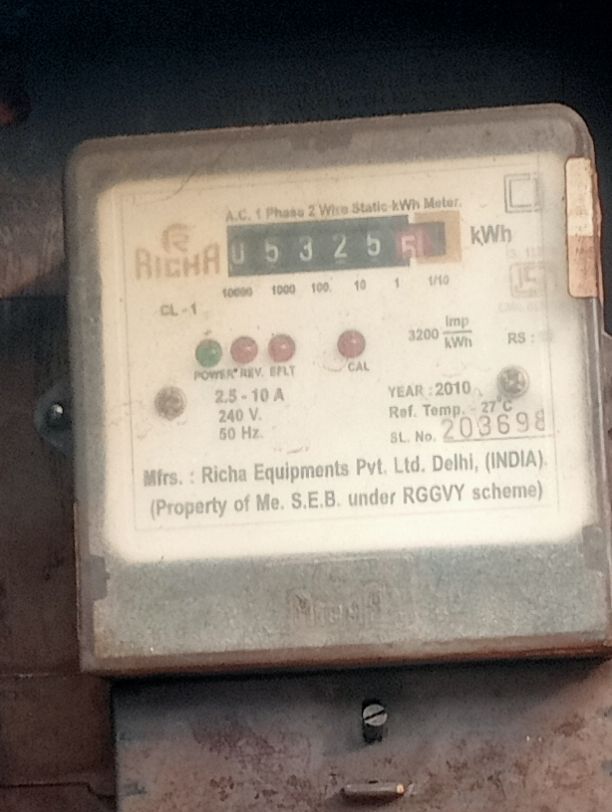 A.C. 1 Phase 2 Wire Static kWh Meter.
RICHA
0 5 3 2 5 5 kWh
10000 1000 100. 10 1 1/10
CL - 1
3200 Imp/kWh
RS :
POWER REV. EFLT CAL
2.5 - 10 A
240 V.
50 Hz.
YEAR : 2010
Ref. Temp. - 27°C
SL. No. 203698
Mfrs. : Richa Equipments Pvt. Ltd. Delhi, (INDIA).
(Property of Me. S.E.B. under RGGVY scheme)